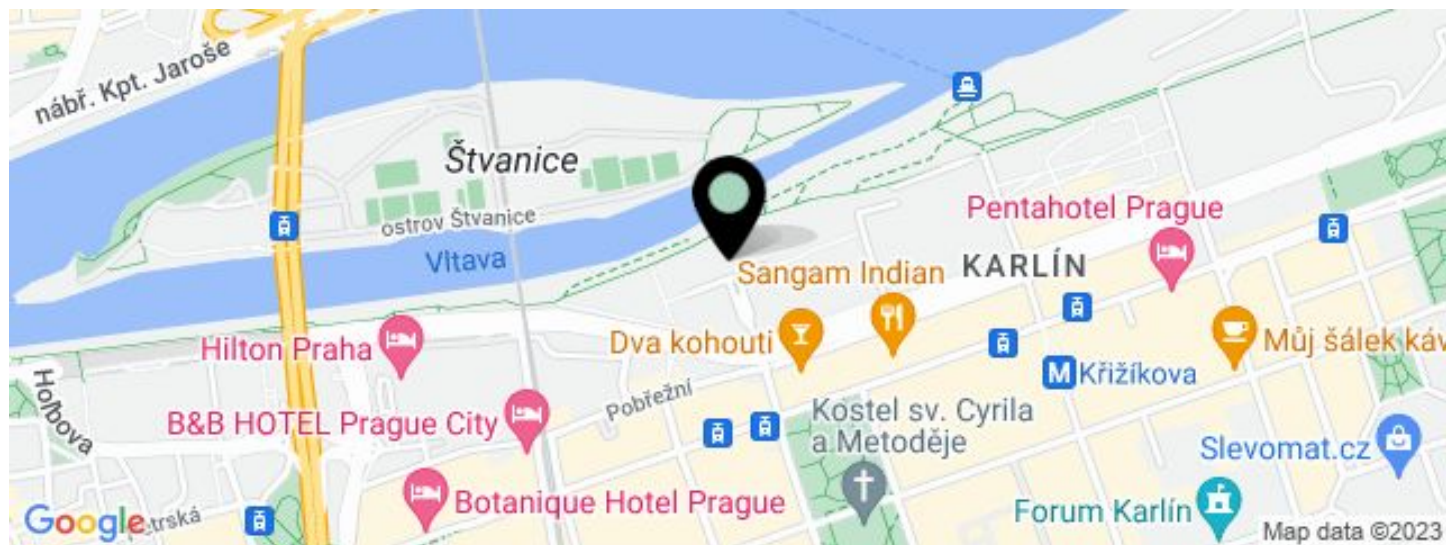 nábř. Kpt. Jaroše
Štvanice
ostrov Štvanice
Vltava
Pentahotel Prague
Sangam Indian
KARLÍN
Hilton Praha
Dva kohouti
Můj šálek káv
M Křižíkova
Holbova
Pobřežní
B&B HOTEL Prague City
Kostel sv. Cyrila
a Metoděje
Slevomat.cz
Botanique Hotel Prague
Forum Karlín
Google
trská
Map data ©2023